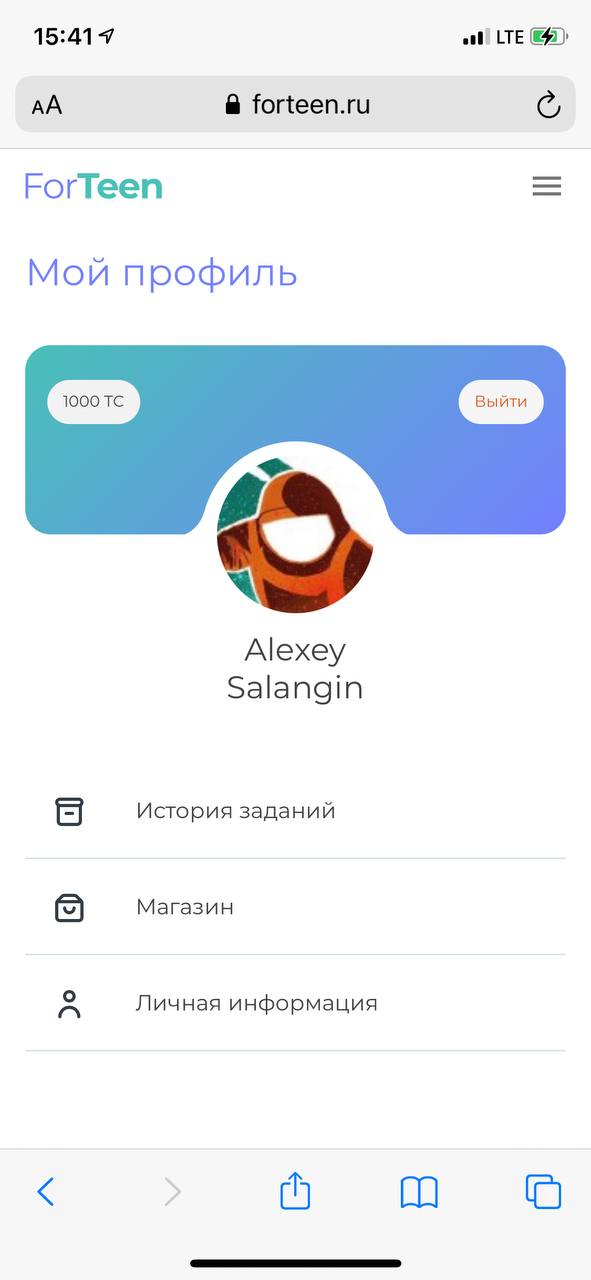 15:41
LTE
AA
forteen.ru
ForTeen
Мой профиль
1000 TC
Выйти
Alexey
Salangin
История заданий
Магазин
Личная информация